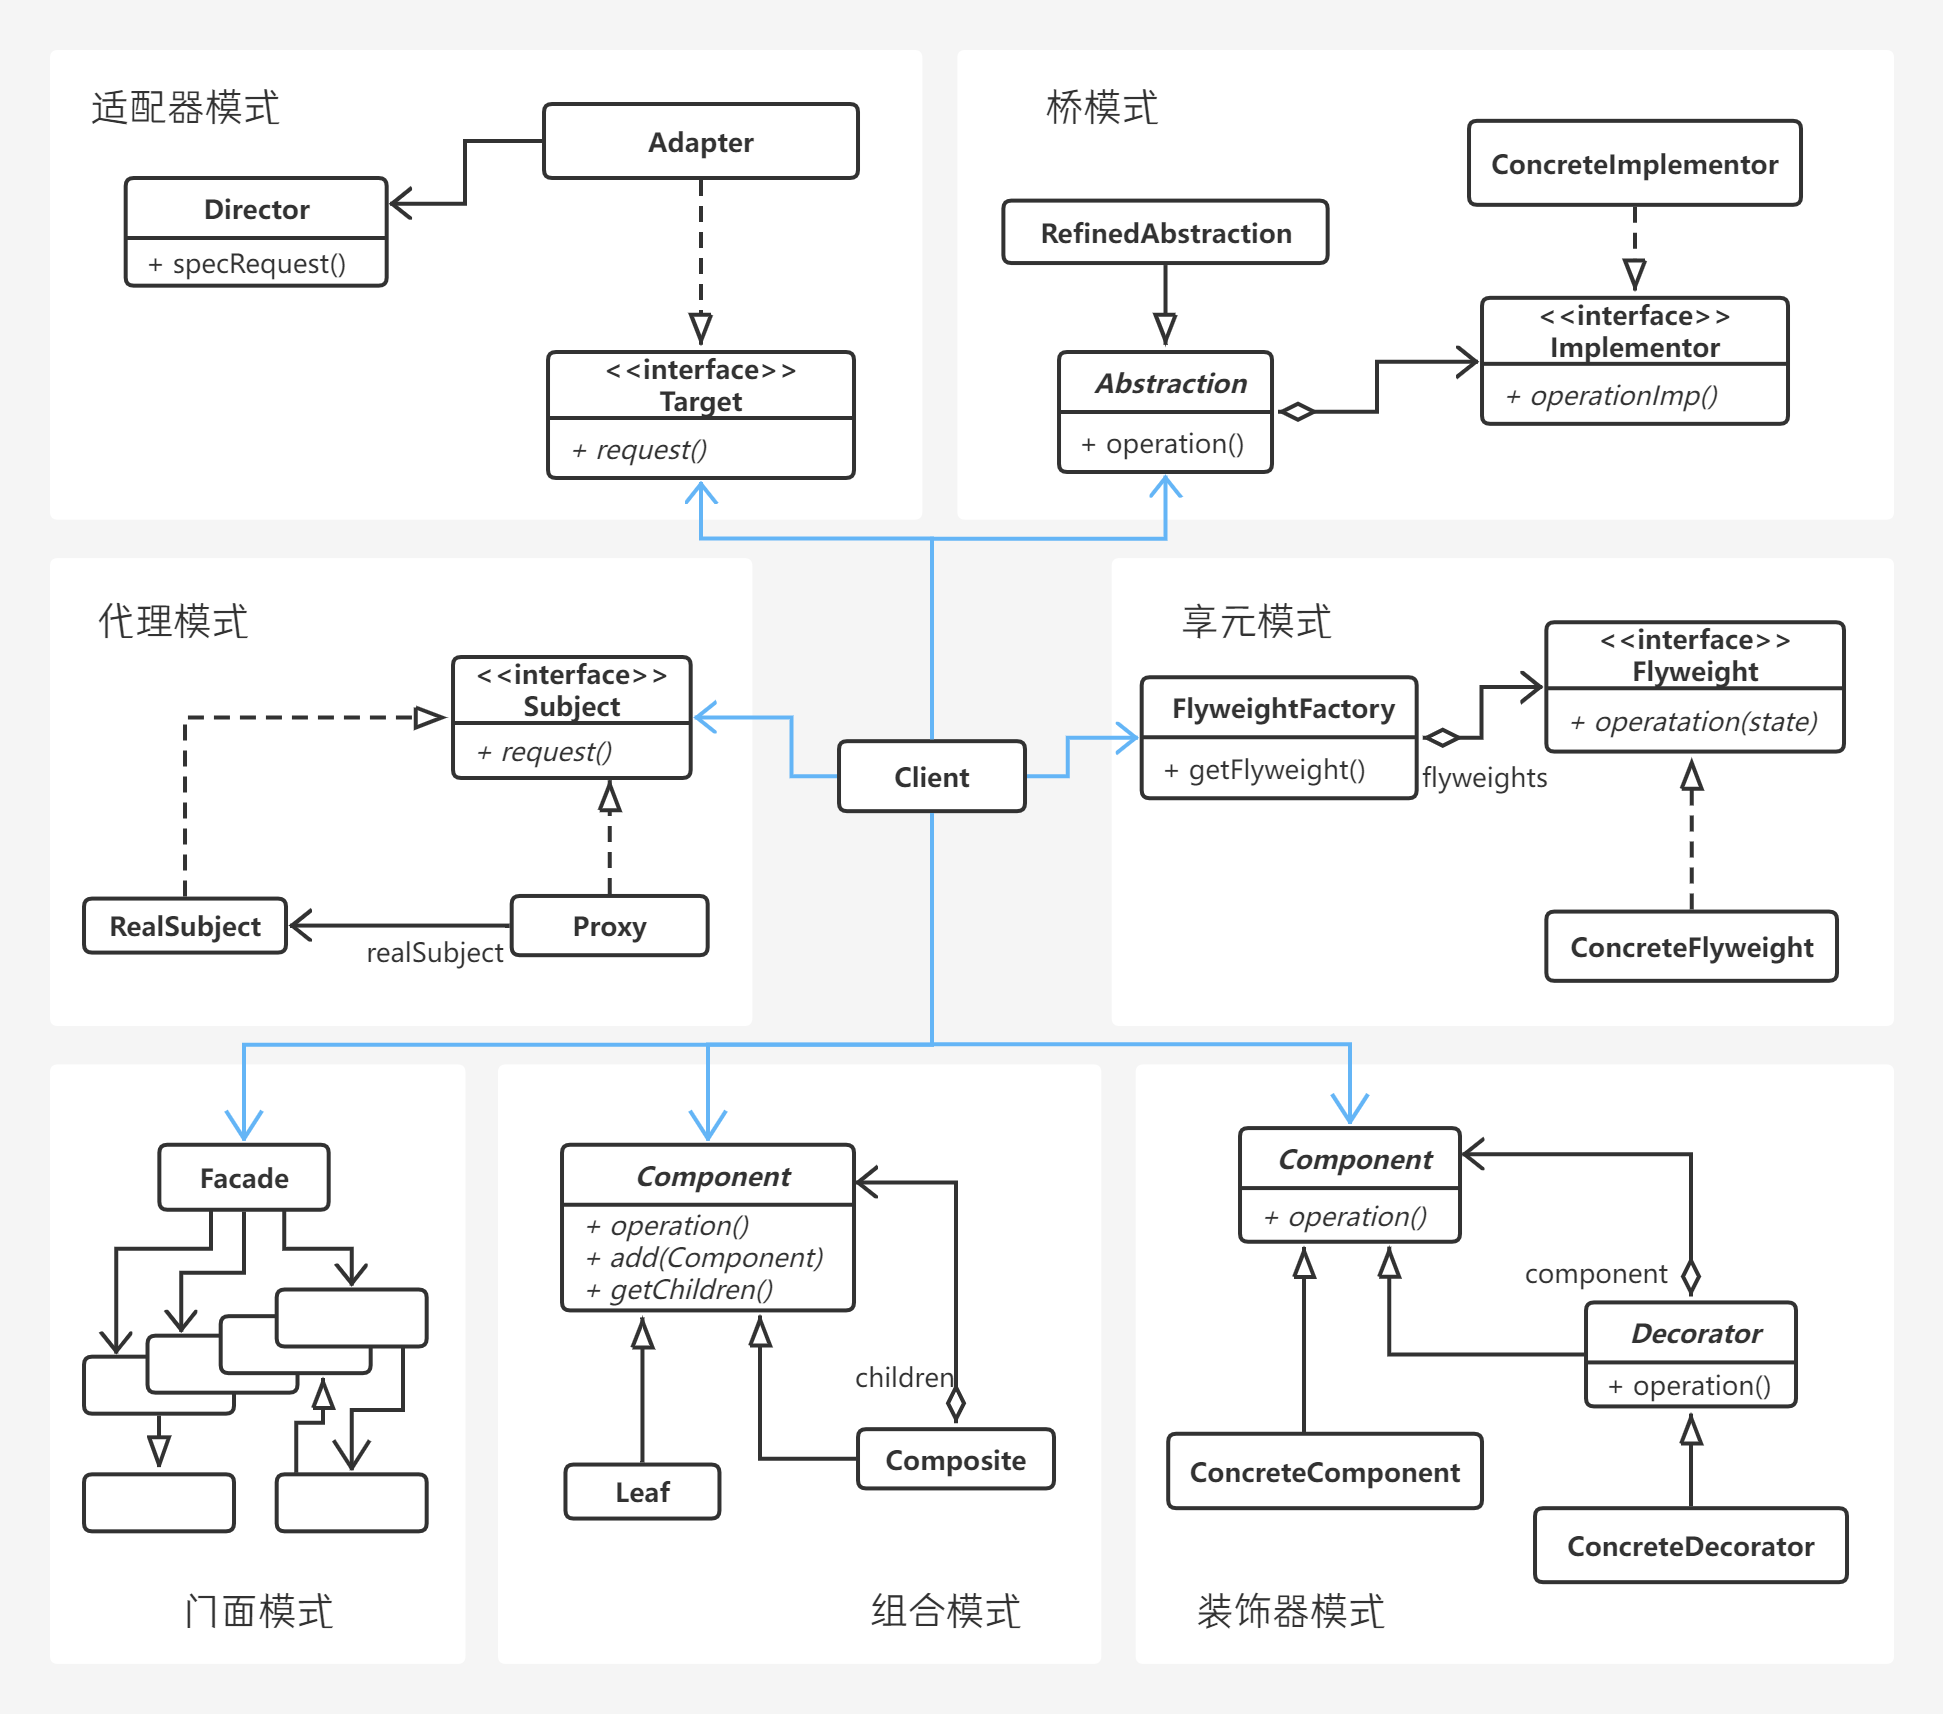 适配器模式
Adapter
Director
+ specRequest()
<<interface>>
Target
+ request()
桥模式
ConcreteImplementor
RefinedAbstraction
<<interface>>
Implementor
+ operationImp()
Abstraction
+ operation()
代理模式
<<interface>>
Subject
+ request()
RealSubject
realSubject
Proxy
Client
享元模式
<<interface>>
Flyweight
+ operatation(state)
FlyweightFactory
+ getFlyweight()
flyweights
ConcreteFlyweight
Facade
门面模式
Component
+ operation()
+ add(Component)
+ getChildren()
children
Composite
Leaf
组合模式
Component
+ operation()
component
Decorator
+ operation()
ConcreteComponent
ConcreteDecorator
装饰器模式